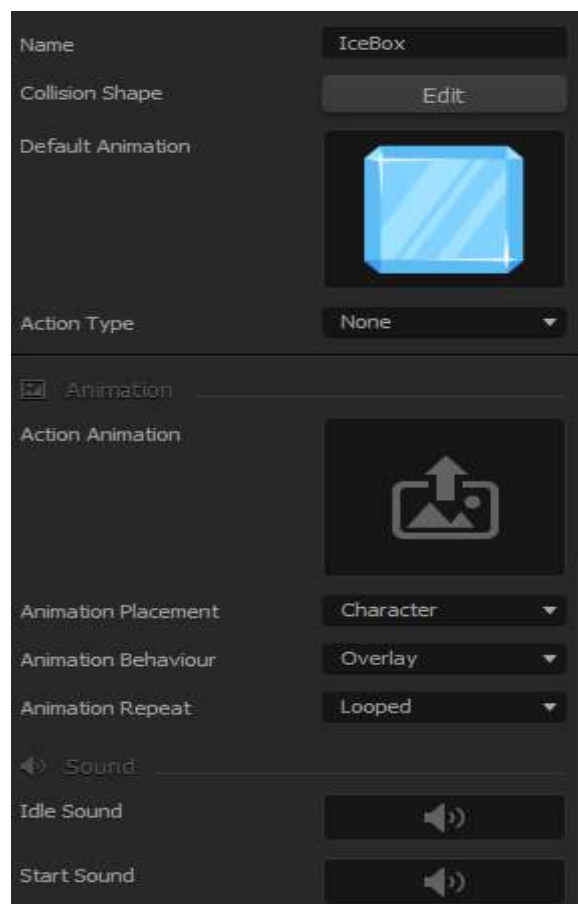 Name IceBox
Collision Shape Edit
Default Animation
Action Type None
Animation
Action Animation
Animation Placement Character
Animation Behaviour Overlay
Animation Repeat Looped
Sound
Idle Sound
Start Sound